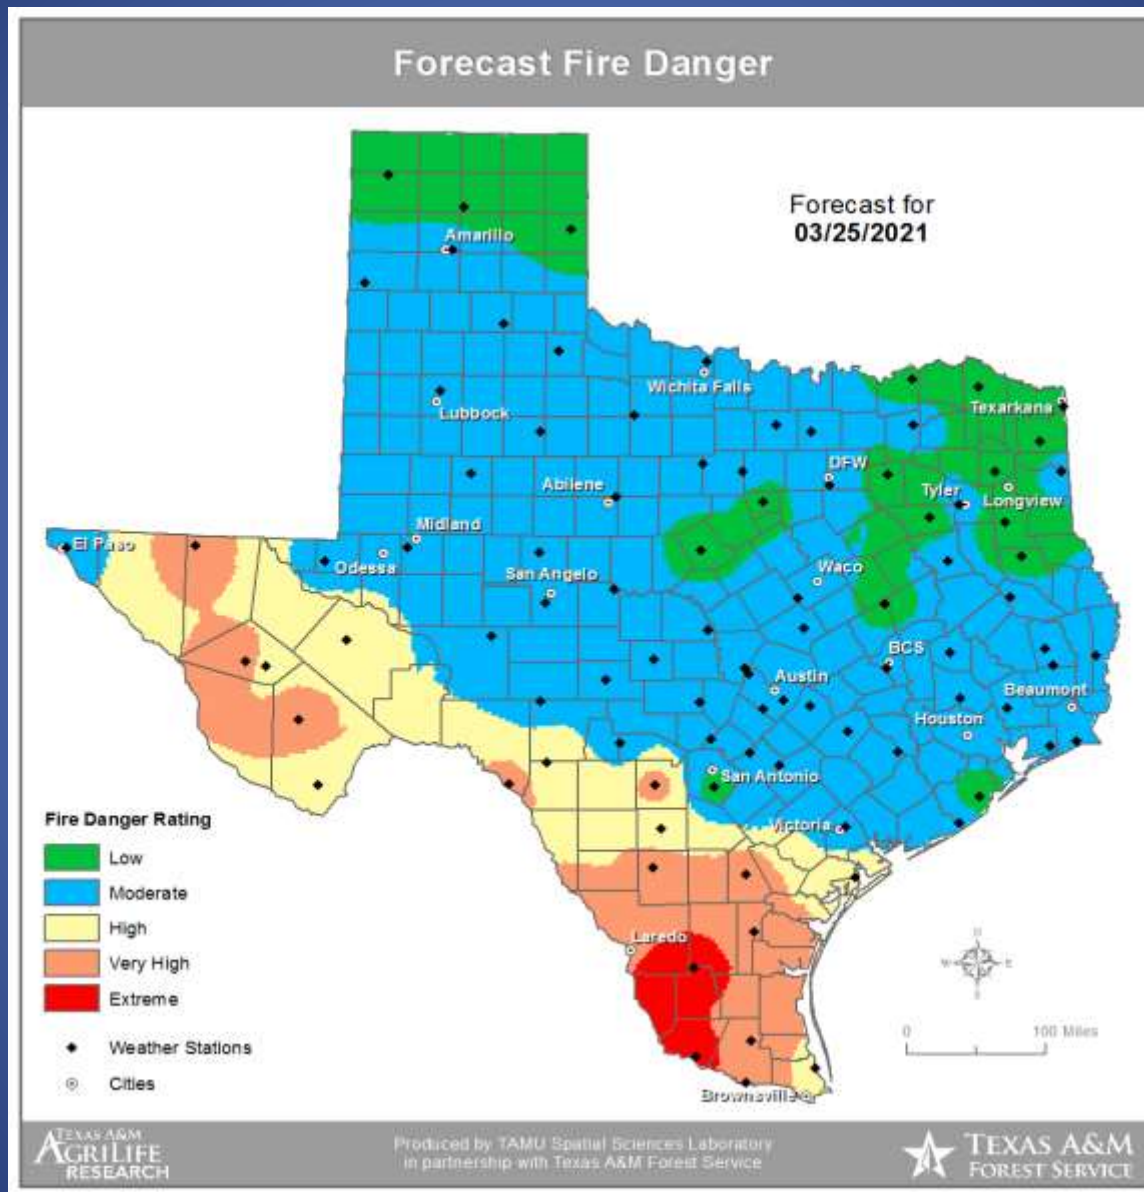 Forecast Fire Danger
Forecast for
03/25/2021
Amarillo
Wichita Falls
Lubbock
Texarkana
DFW
Abilene
Tyler
Longview
Midland
El Paso
Odessa
San Angelo
Waco
BCS
Austin
Beaumont
Houston
San Antonio
Victoria
Laredo
Brownsville
Fire Danger Rating
Low
Moderate
High
Very High
Extreme
Weather Stations
Cities
N
W E
S
0 100 Miles
TEXAS A&M
AGRILIFE
RESEARCH
Produced by TAMU Spatial Sciences Laboratory
in partnership with Texas A&M Forest Service
TEXAS A&M
FOREST SERVICE